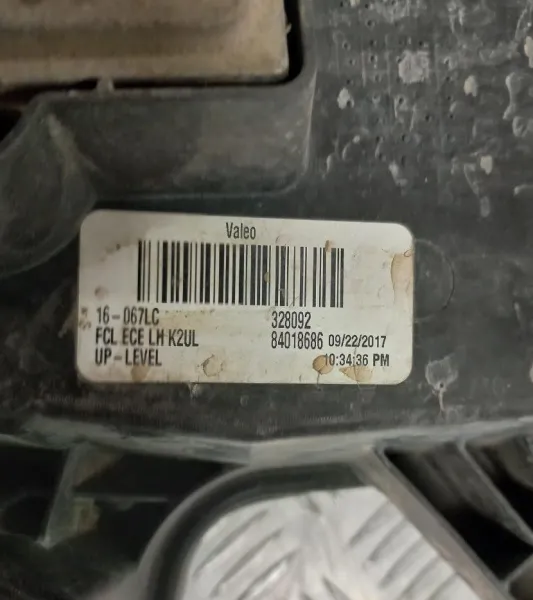 Valeo
16-067LC 328092
FCL ECE LH K2UL 84018686 09/22/2017
UP-LEVEL 10:34:36 PM